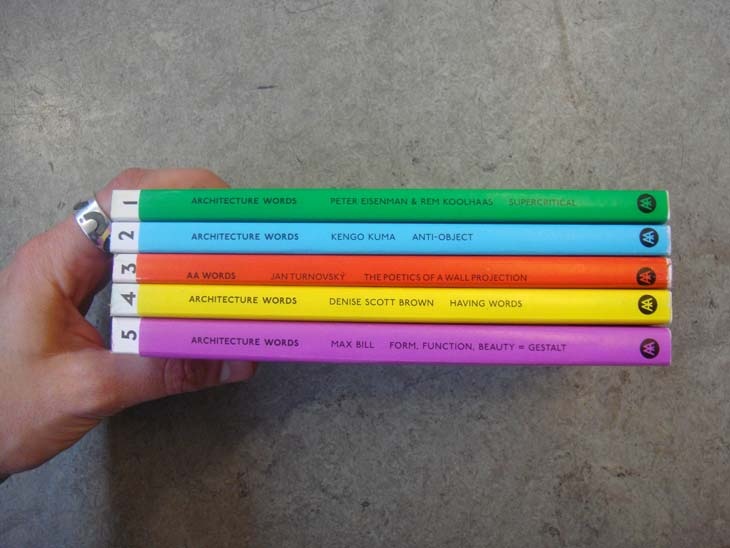 1 ARCHITECTURE WORDS PETER EISENMAN & REM KOOLHAAS SUPERCRITICAL AA
2 ARCHITECTURE WORDS KENGO KUMA ANTI-OBJECT AA
3 AA WORDS JAN TURNOVSKÝ THE POETICS OF A WALL PROJECTION AA
4 ARCHITECTURE WORDS DENISE SCOTT BROWN HAVING WORDS AA
5 ARCHITECTURE WORDS MAX BILL FORM, FUNCTION, BEAUTY = GESTALT AA